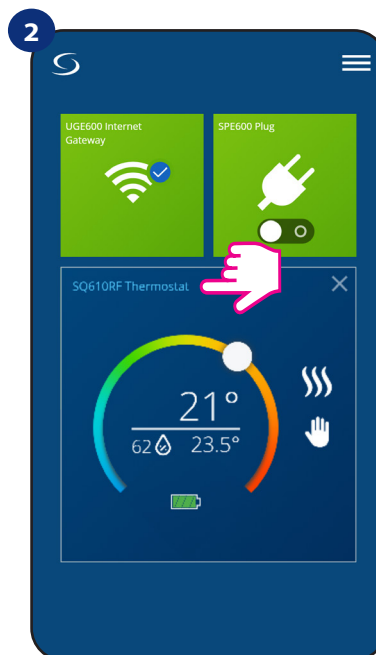 2
UGE600 Internet
Gateway
SPE600 Plug
SQ610RF Thermostat
21°
62 23.5°